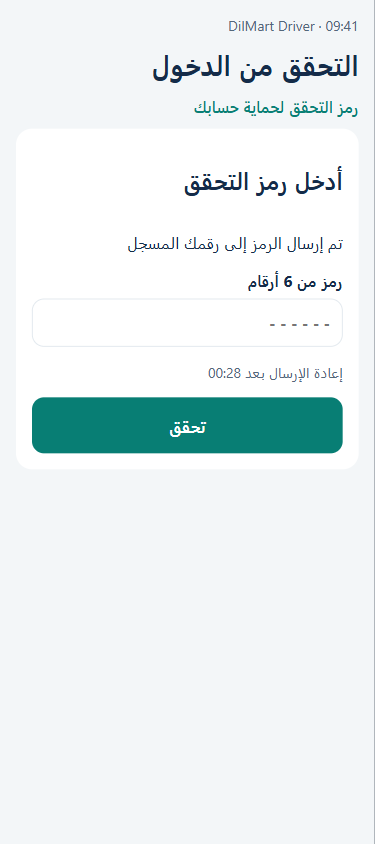 DilMart Driver · 09:41
التحقق من الدخول
رمز التحقق لحماية حسابك
أدخل رمز التحقق
تم إرسال الرمز إلى رقمك المسجل
رمز من 6 أرقام
- - - - - -
إعادة الإرسال بعد 00:28
تحقق